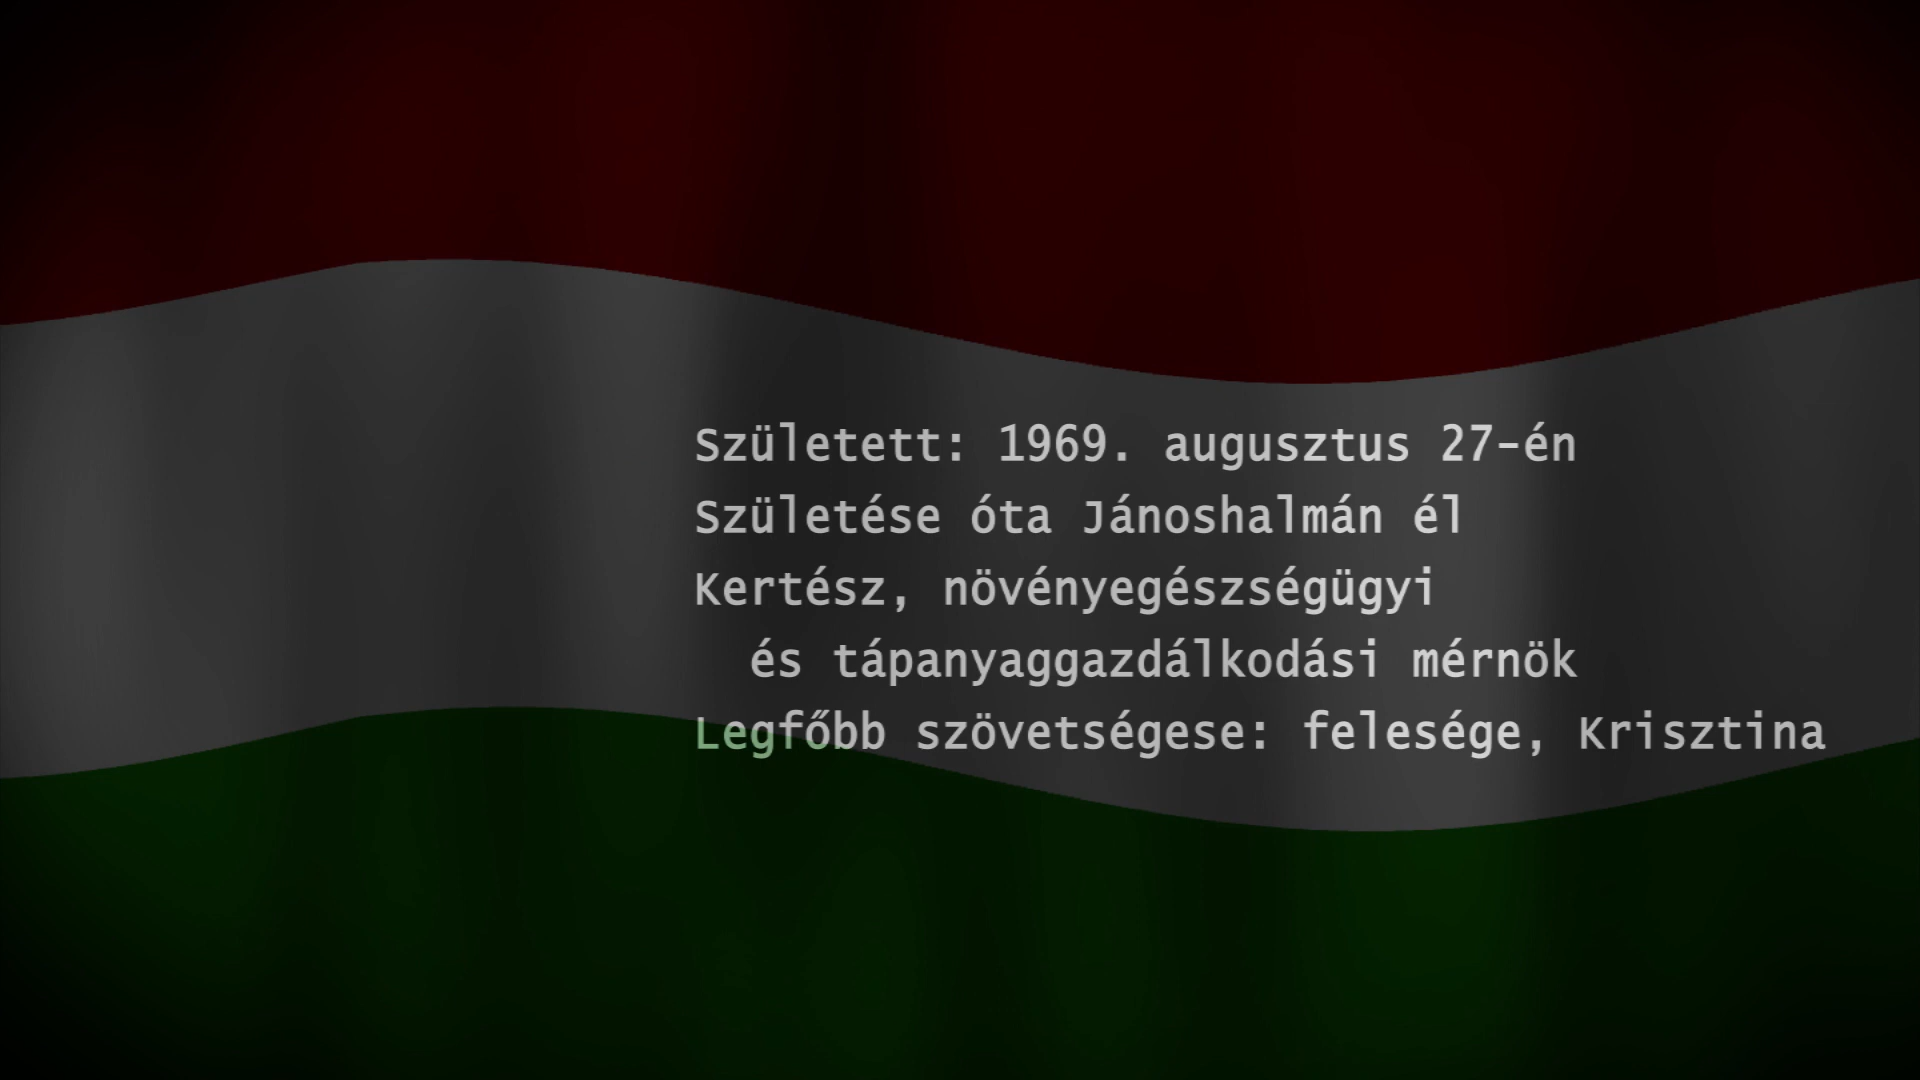 Született: 1969. augusztus 27-én
Születése óta Jánoshalmán él
Kertész, növényegészségügyi
és tápanyaggazdálkodási mérnök
Legfőbb szövetségese: felesége, Krisztina